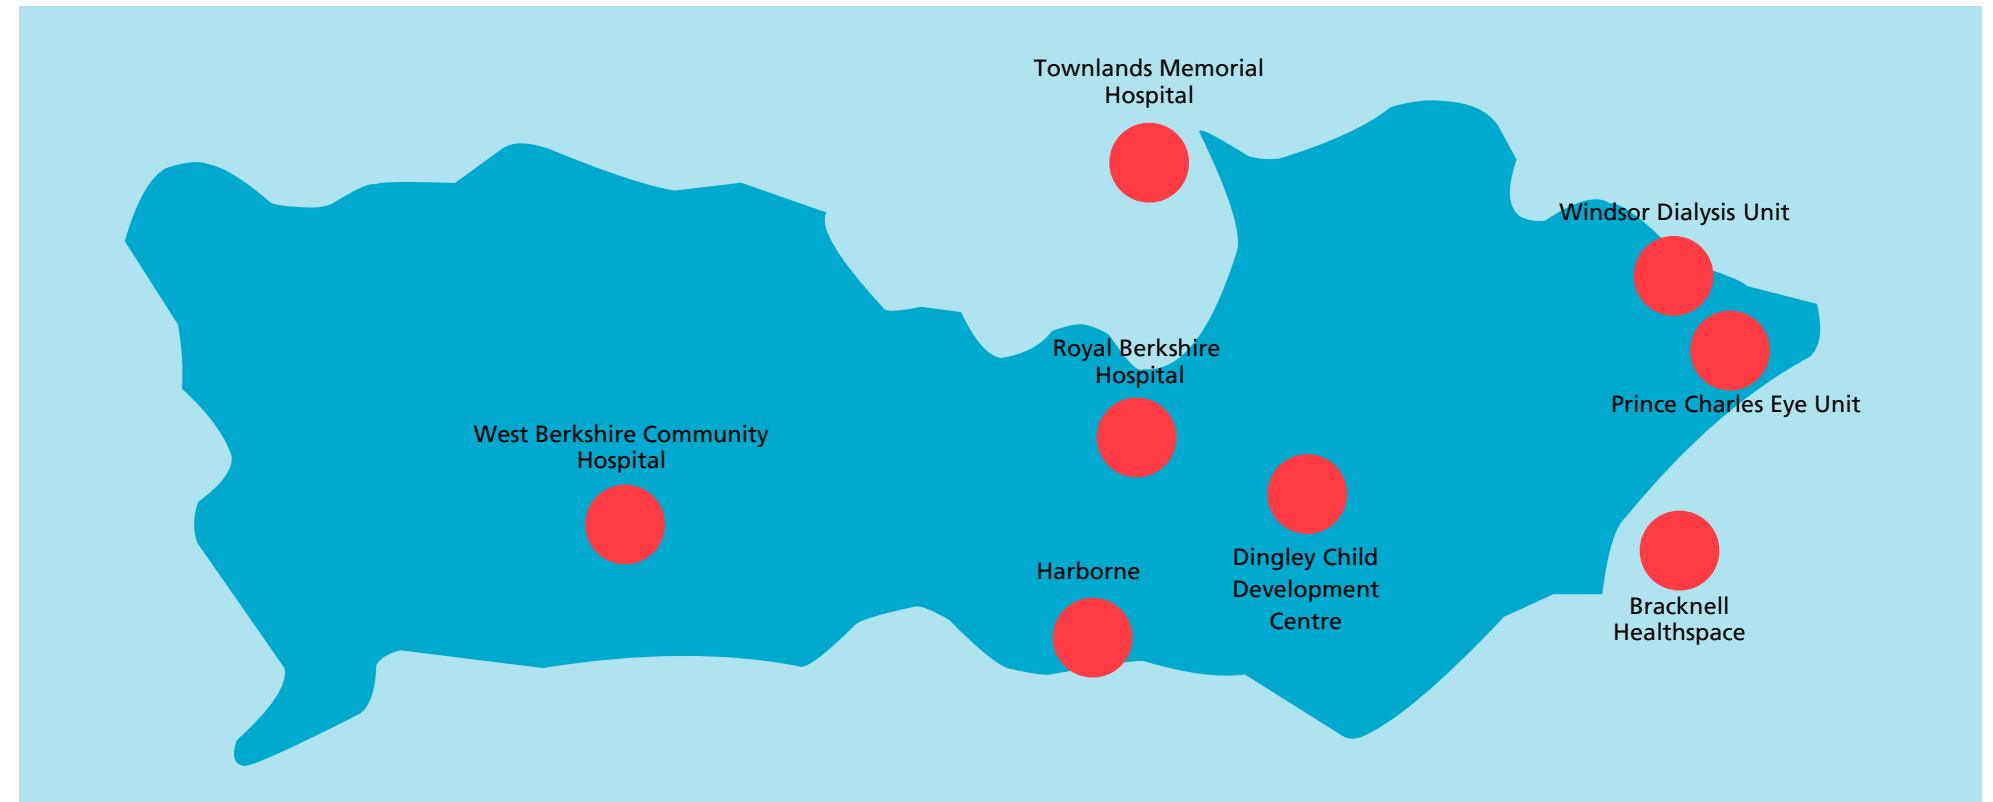 Townlands Memorial
Hospital
Windsor Dialysis Unit
Royal Berkshire
Hospital
Prince Charles Eye Unit
West Berkshire Community
Hospital
Harborne
Dingley Child
Development
Centre
Bracknell
Healthspace